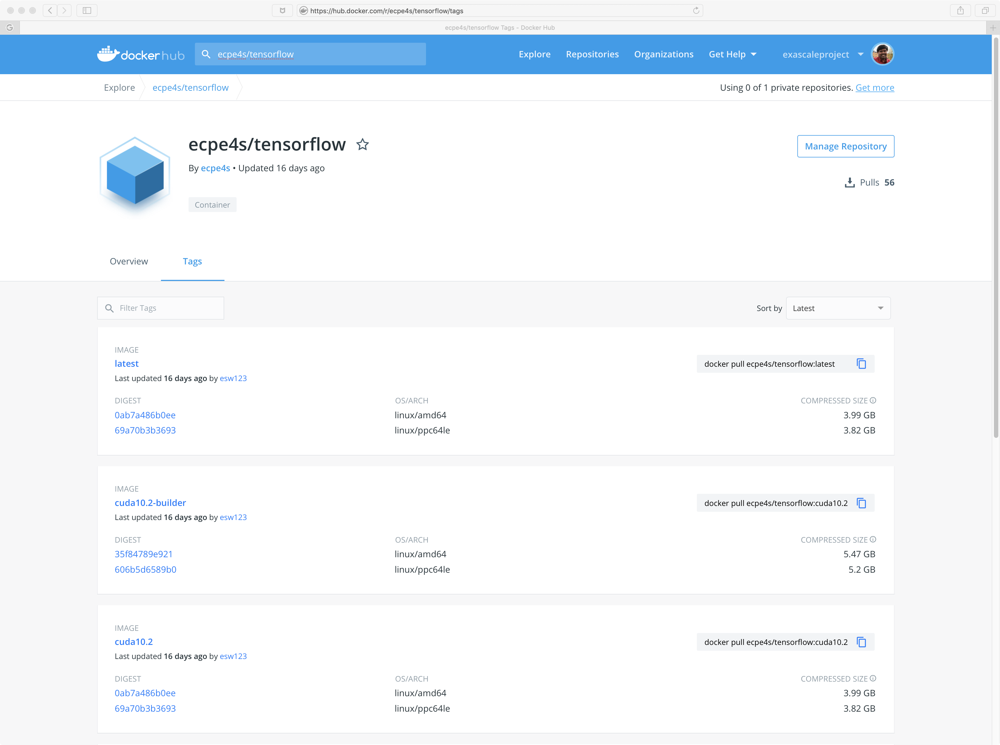 https://hub.docker.com/r/ecpe4s/tensorflow/tags
G
ecpe4s/tensorflow Tags - Docker Hub
docker hub
ecpe4s/tensorflow
Explore
Repositories
Organizations
Get Help
exascaleproject
Explore
ecpe4s/tensorflow
Using 0 of 1 private repositories. Get more
ecpe4s/tensorflow
Manage Repository
By ecpe4s • Updated 16 days ago
Pulls 56
Container
Overview
Tags
Filter Tags
Sort by
Latest
IMAGE
latest
docker pull ecpe4s/tensorflow:latest
Last updated 16 days ago by esw123
DIGEST
OS/ARCH
COMPRESSED SIZE
0ab7a486b0ee
linux/amd64
3.99 GB
69a70b3b3693
linux/ppc64le
3.82 GB
IMAGE
cuda10.2-builder
docker pull ecpe4s/tensorflow:cuda10.2
Last updated 16 days ago by esw123
DIGEST
OS/ARCH
COMPRESSED SIZE
35f84789e921
linux/amd64
5.47 GB
606b5d6589b0
linux/ppc64le
5.2 GB
IMAGE
cuda10.2
docker pull ecpe4s/tensorflow:cuda10.2
Last updated 16 days ago by esw123
DIGEST
OS/ARCH
COMPRESSED SIZE
0ab7a486b0ee
linux/amd64
3.99 GB
69a70b3b3693
linux/ppc64le
3.82 GB